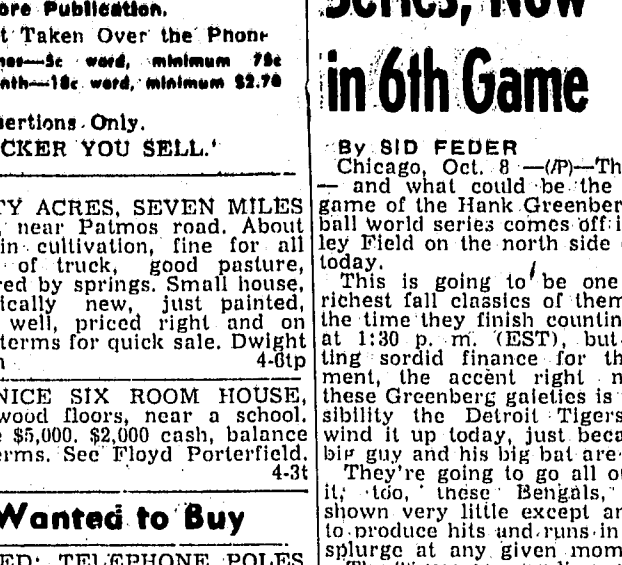 ore Publication.
t Taken Over the Phone
word, minimum 75c
nth—18c word, minimum $2.70
sertions Only.
CKER YOU SELL.'
TY ACRES, SEVEN MILES
near Patmos road. About
in cultivation, fine for all
of truck, good pasture,
red by springs. Small house,
ically new, just painted,
well, priced right and on
terms for quick sale. Dwight
4-6tp
NICE SIX ROOM HOUSE,
wood floors, near a school.
$5,000. $2,000 cash, balance
erms. See Floyd Porterfield.
4-3t
Wanted to Buy
ED: TELEPHONE POLES
Series, Now
in 6th Game
By SID FEDER
Chicago, Oct. 8 —(/P)—Th
— and what could be the
game of the Hank Greenber
ball world series comes off i
ley Field on the north side
today.
This is going to be one
richest fall classics of them
the time they finish countin
at 1:30 p. m. (EST), but
ting sordid finance for th
ment, the accent right n
these Greenberg gaieties is
sibility the Detroit Tigers
wind it up today, just beca
big guy and his big bat are
They're going to go all o
it, too, these Bengals,
shown very little except an
to produce hits and runs in
splurge at any given mom